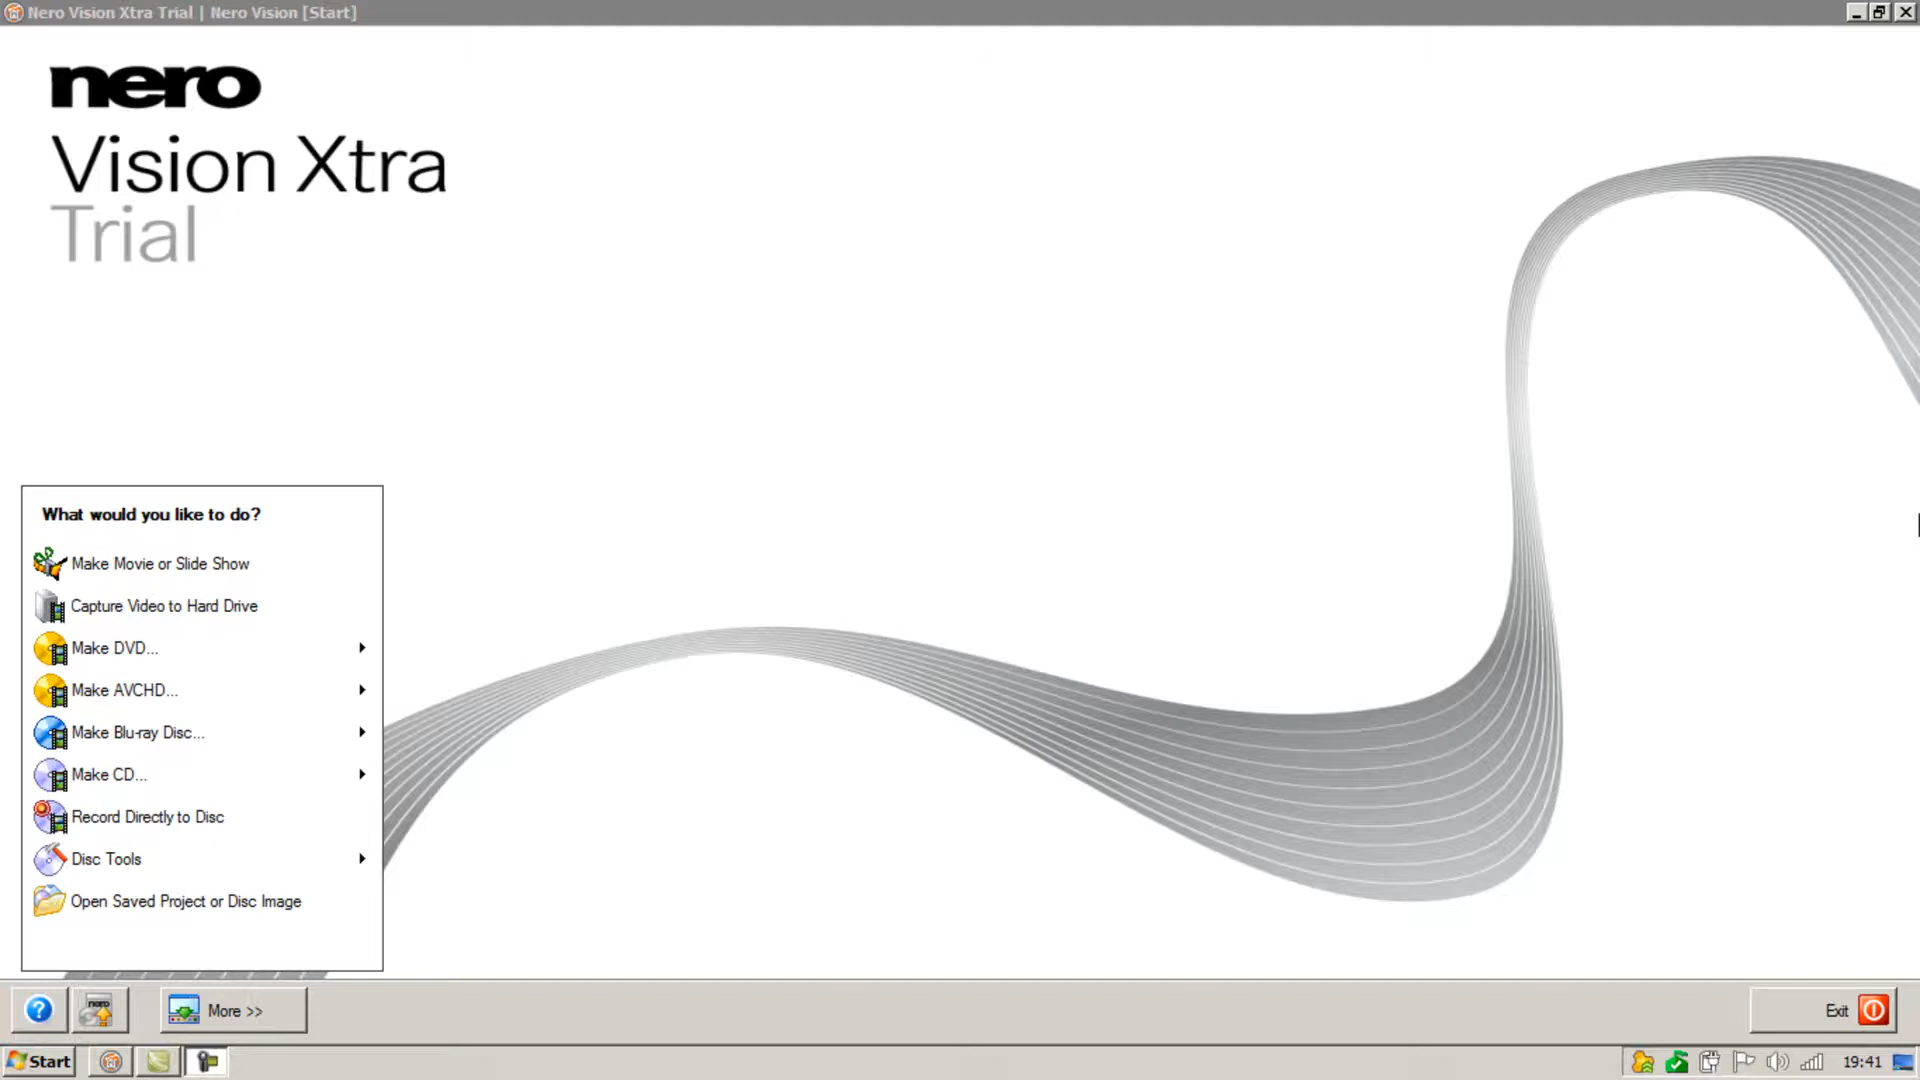 Nero Vision Xtra Trial | Nero Vision [Start]
nero
Vision Xtra
Trial
What would you like to do?
Make Movie or Slide Show
Capture Video to Hard Drive
Make DVD...
Make AVCHD...
Make Blu-ray Disc...
Make CD...
Record Directly to Disc
Disc Tools
Open Saved Project or Disc Image
? nero More >> Exit
Start 19:41